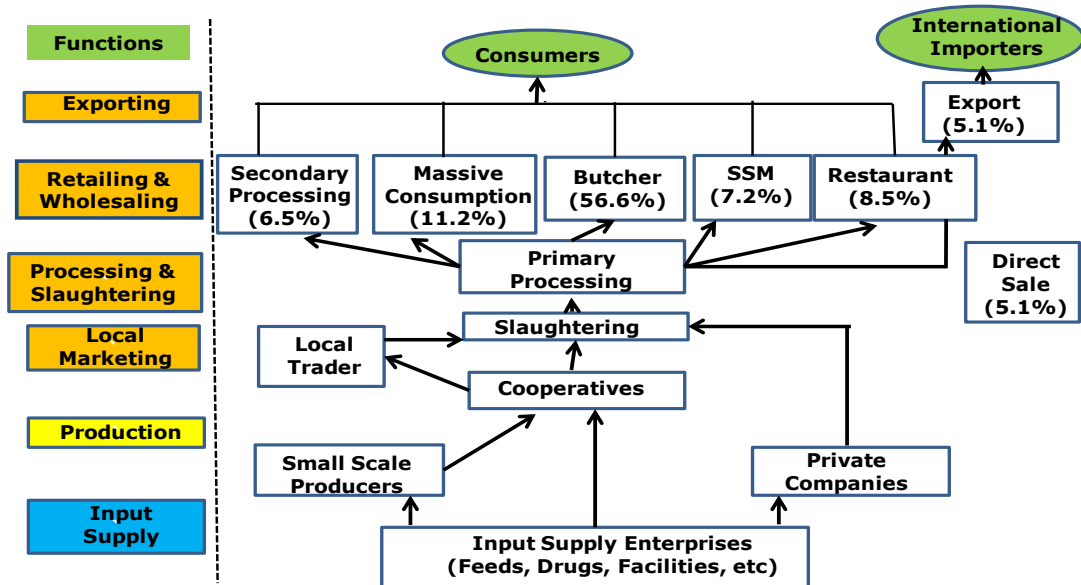 Functions
Exporting
Retailing &
Wholesaling
Processing &
Slaughtering
Local
Marketing
Production
Input
Supply
Consumers
International
Importers
Export
(5.1%)
Secondary
Processing
(6.5%)
Massive
Consumption
(11.2%)
Butcher
(56.6%)
SSM
(7.2%)
Restaurant
(8.5%)
Primary
Processing
Direct
Sale
(5.1%)
Slaughtering
Local
Trader
Cooperatives
Small Scale
Producers
Private
Companies
Input Supply Enterprises
(Feeds, Drugs, Facilities, etc)